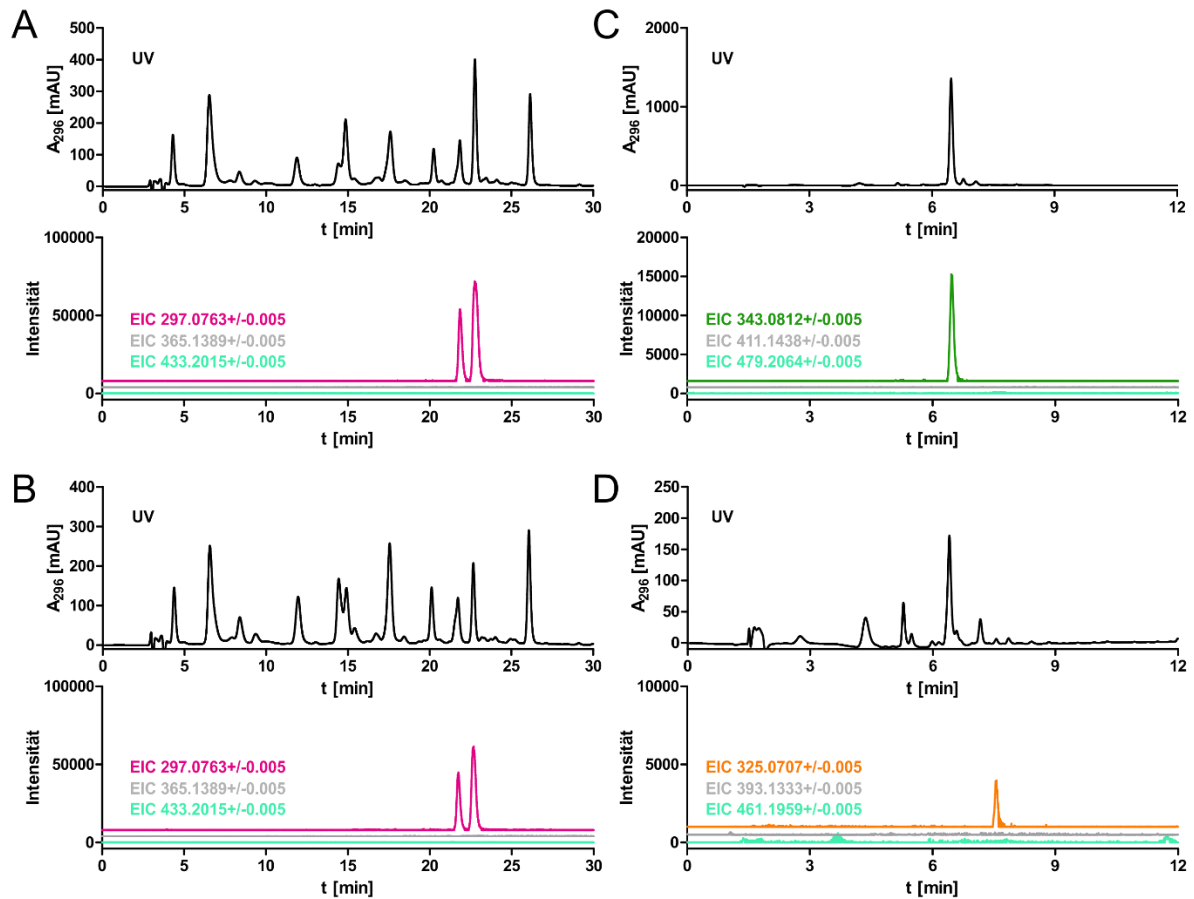 A
UV
A296 [mAU]
500
400
300
200
100
0
0 5 10 15 20 25 30
t [min]
Intensität
100000
50000
0
EIC 297.0763+/-0.005
EIC 365.1389+/-0.005
EIC 433.2015+/-0.005
0 5 10 15 20 25 30
t [min]
C
UV
A296 [mAU]
2000
1000
0
0 3 6 9 12
t [min]
Intensität
20000
15000
10000
5000
0
EIC 343.0812+/-0.005
EIC 411.1438+/-0.005
EIC 479.2064+/-0.005
0 3 6 9 12
t [min]
B
UV
A296 [mAU]
400
300
200
100
0
0 5 10 15 20 25 30
t [min]
Intensität
100000
50000
0
EIC 297.0763+/-0.005
EIC 365.1389+/-0.005
EIC 433.2015+/-0.005
0 5 10 15 20 25 30
t [min]
D
UV
A296 [mAU]
250
200
150
100
50
0
0 3 6 9 12
t [min]
Intensität
10000
5000
0
EIC 325.0707+/-0.005
EIC 393.1333+/-0.005
EIC 461.1959+/-0.005
0 3 6 9 12
t [min]